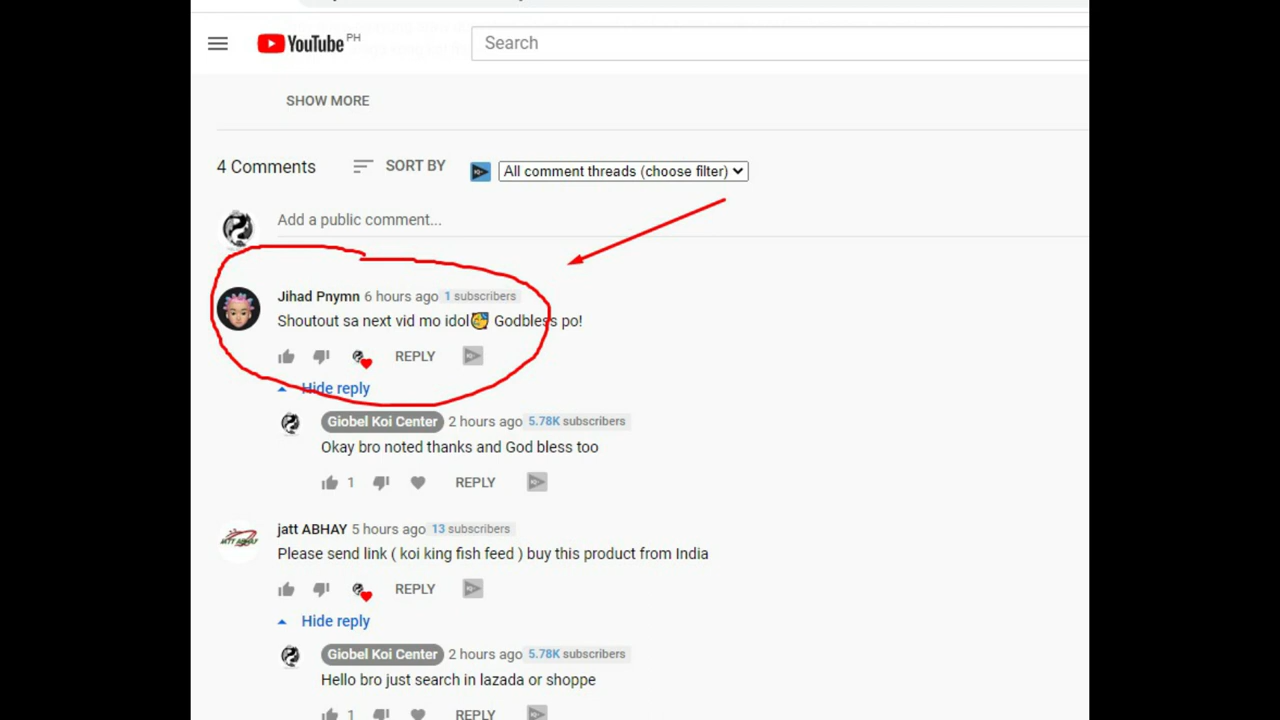 YouTube PH
Search
SHOW MORE
4 Comments SORT BY All comment threads (choose filter)
Add a public comment...
Jihad Pnymn 6 hours ago 1 subscribers
Shoutout sa next vid mo idol🥰 Godbless po!
REPLY
Hide reply
Giobel Koi Center 2 hours ago 5.78K subscribers
Okay bro noted thanks and God bless too
1 REPLY
jatt ABHAY 5 hours ago 13 subscribers
Please send link ( koi king fish feed ) buy this product from India
REPLY
Hide reply
Giobel Koi Center 2 hours ago 5.78K subscribers
Hello bro just search in lazada or shoppe
1 REPLY